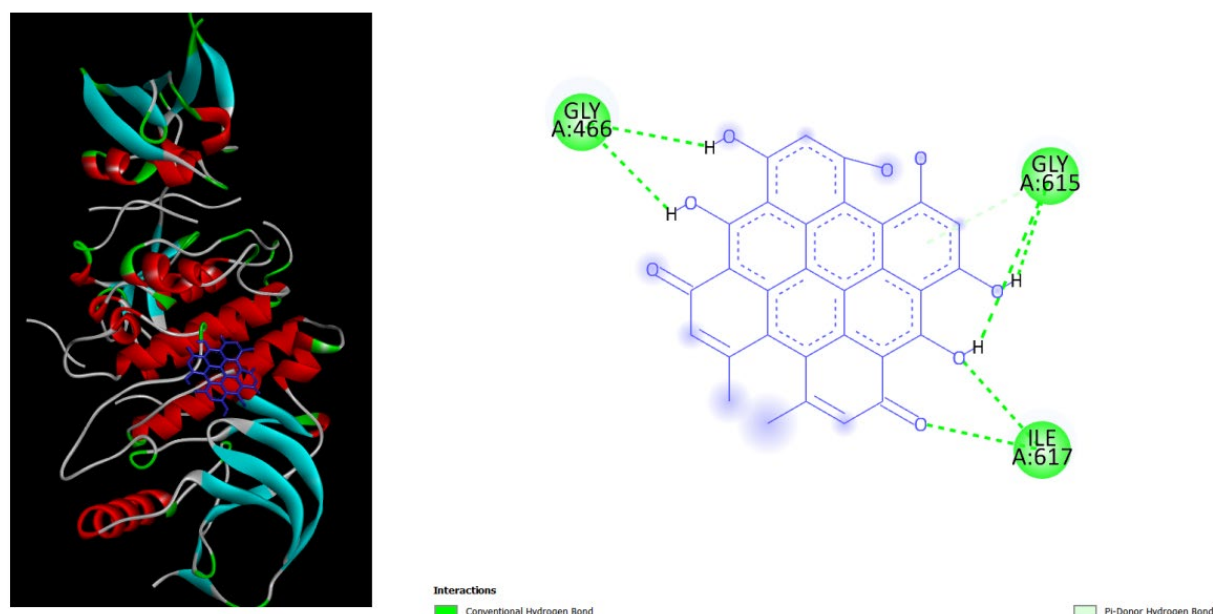 GLY
A:466
H
O
O
O
H
O
GLY
A:615
O
O
H
O
H
O
ILE
A:617
Interactions
Conventional Hydrogen Bond
Pi-Donor Hydrogen Bond